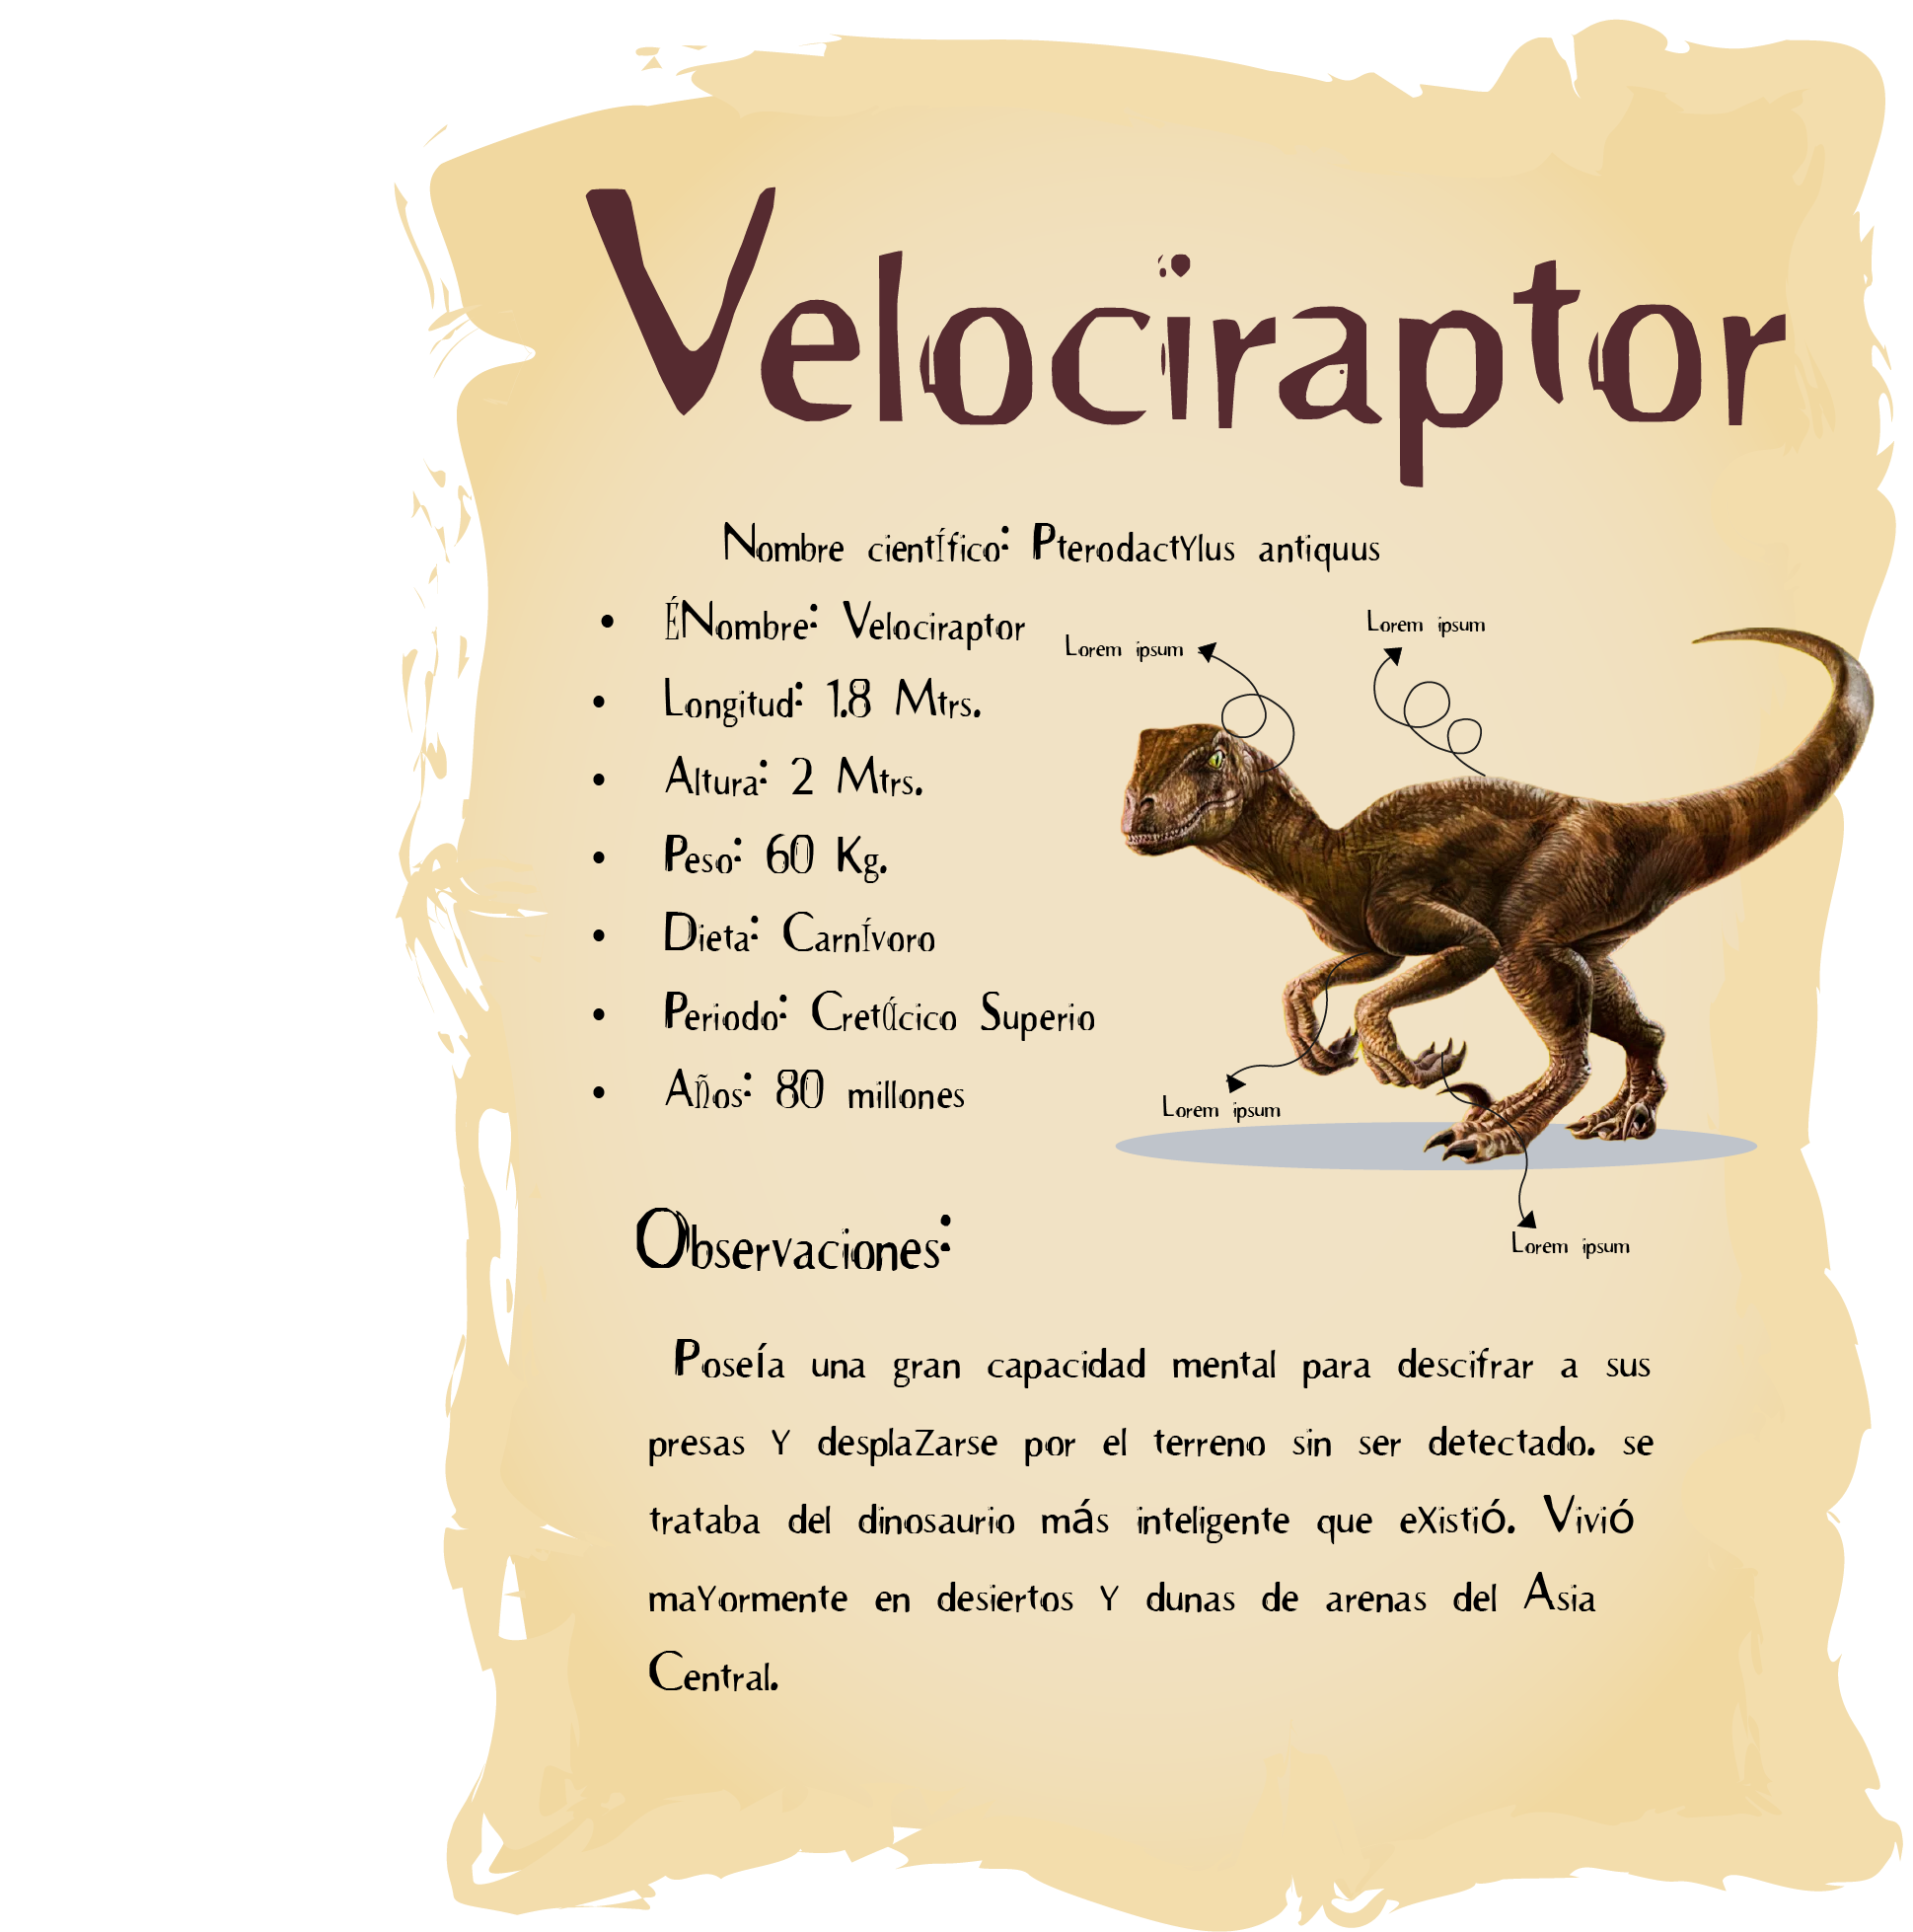 Velociraptor
Nombre científico: Pterodactylus antiquus
• ÉNombre: Velociraptor
• Longitud: 1.8 Mtrs.
• Altura: 2 Mtrs.
• Peso: 60 Kg.
• Dieta: Carnívoro
• Periodo: Cretácico Superio
• Años: 80 millones
Lorem ipsum
Lorem ipsum
Lorem ipsum
Lorem ipsum
Observaciones:
Poseía una gran capacidad mental para descifrar a sus
presas y desplazarse por el terreno sin ser detectado. se
trataba del dinosaurio más inteligente que existió. Vivió
mayormente en desiertos y dunas de arenas del Asia
Central.